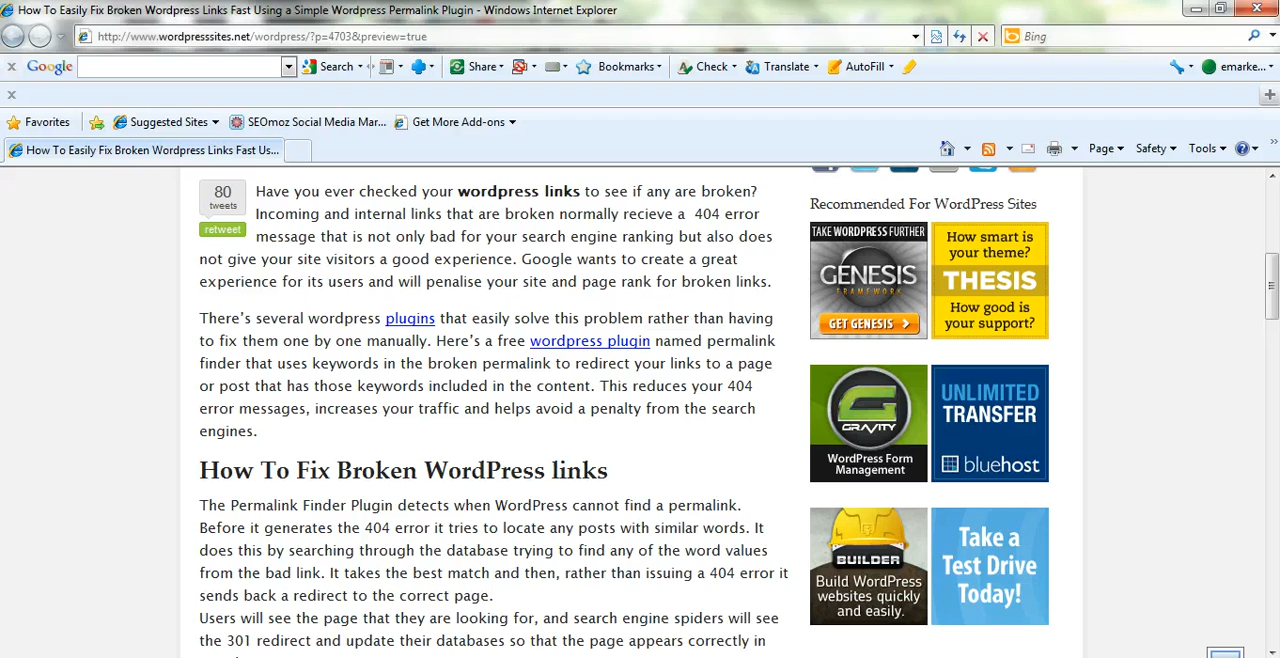 How To Easily Fix Broken Wordpress Links Fast Using a Simple Wordpress Permalink Plugin - Windows Internet Explorer
http://www.wordpresssites.net/wordpress/?p=4703&preview=true
Bing
x Google Search Share Bookmarks Check Translate AutoFill emarke...
x
Favorites Suggested Sites SEOmoz Social Media Mar... Get More Add-ons
How To Easily Fix Broken Wordpress Links Fast Us...
Page Safety Tools
80
tweets
retweet
Have you ever checked your wordpress links to see if any are broken?
Incoming and internal links that are broken normally recieve a 404 error
message that is not only bad for your search engine ranking but also does
not give your site visitors a good experience. Google wants to create a great
experience for its users and will penalise your site and page rank for broken links.
There's several wordpress plugins that easily solve this problem rather than having
to fix them one by one manually. Here's a free wordpress plugin named permalink
finder that uses keywords in the broken permalink to redirect your links to a page
or post that has those keywords included in the content. This reduces your 404
error messages, increases your traffic and helps avoid a penalty from the search
engines.
How To Fix Broken WordPress links
The Permalink Finder Plugin detects when WordPress cannot find a permalink.
Before it generates the 404 error it tries to locate any posts with similar words. It
does this by searching through the database trying to find any of the word values
from the bad link. It takes the best match and then, rather than issuing a 404 error it
sends back a redirect to the correct page.
Users will see the page that they are looking for, and search engine spiders will see
the 301 redirect and update their databases so that the page appears correctly in
Recommended For WordPress Sites
TAKE WORDPRESS FURTHER
GENESIS
FRAMEWORK
GET GENESIS
How smart is
your theme?
THESIS
How good is
your support?
GRAVITY
WordPress Form
Management
UNLIMITED
TRANSFER
bluehost
BUILDER
Build WordPress
websites quickly
and easily.
Take a
Test Drive
Today!